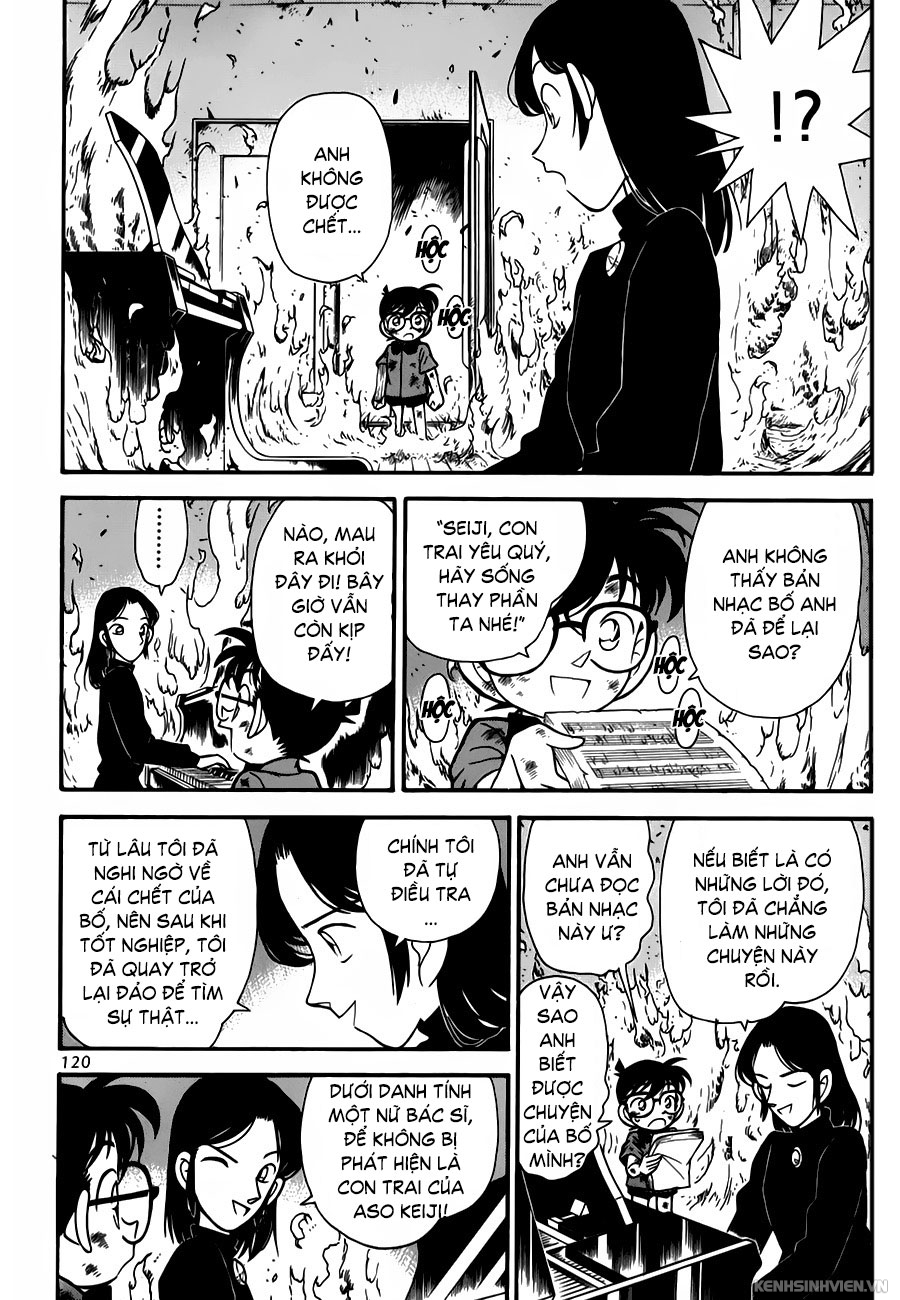 !?
ANH
KHÔNG
ĐƯỢC
CHẾT...
HỘC
HỘC
ANH KHÔNG
THẤY BẢN
NHẠC BỐ ANH
ĐÃ ĐỂ LẠI
SAO?
"SEIJI, CON
TRAI YÊU QUÝ,
HÃY SỐNG
THAY PHẦN
TA NHÉ!"
HỘC
HỘC
HỘC
NÀO, MAU
RA KHỎI
ĐÂY ĐI! BÂY
GIỜ VẪN
CÒN KỊP
ĐẤY!
.........
NẾU BIẾT LÀ CÓ
NHỮNG LỜI ĐÓ,
TÔI ĐÃ CHẲNG
LÀM NHỮNG
CHUYỆN NÀY
RỒI.
ANH VẪN
CHƯA ĐỌC
BẢN NHẠC
NÀY Ư?
VẬY
SAO
ANH
BIẾT
ĐƯỢC
CHUYỆN
CỦA BỐ
MÌNH?
CHÍNH TÔI
ĐÃ TỰ
ĐIỀU TRA
...
TỪ LÂU TÔI ĐÃ
NGHI NGỜ VỀ
CÁI CHẾT CỦA
BỐ, NÊN SAU KHI
TỐT NGHIỆP, TÔI
ĐÃ QUAY TRỞ
LẠI ĐẢO ĐỂ TÌM
SỰ THẬT...
120
DƯỚI DANH TÍNH
MỘT NỮ BÁC SĨ,
ĐỂ KHÔNG BỊ
PHÁT HIỆN LÀ
CON TRAI CỦA
ASO KEIJI!
KENHSINHVIEN.VN